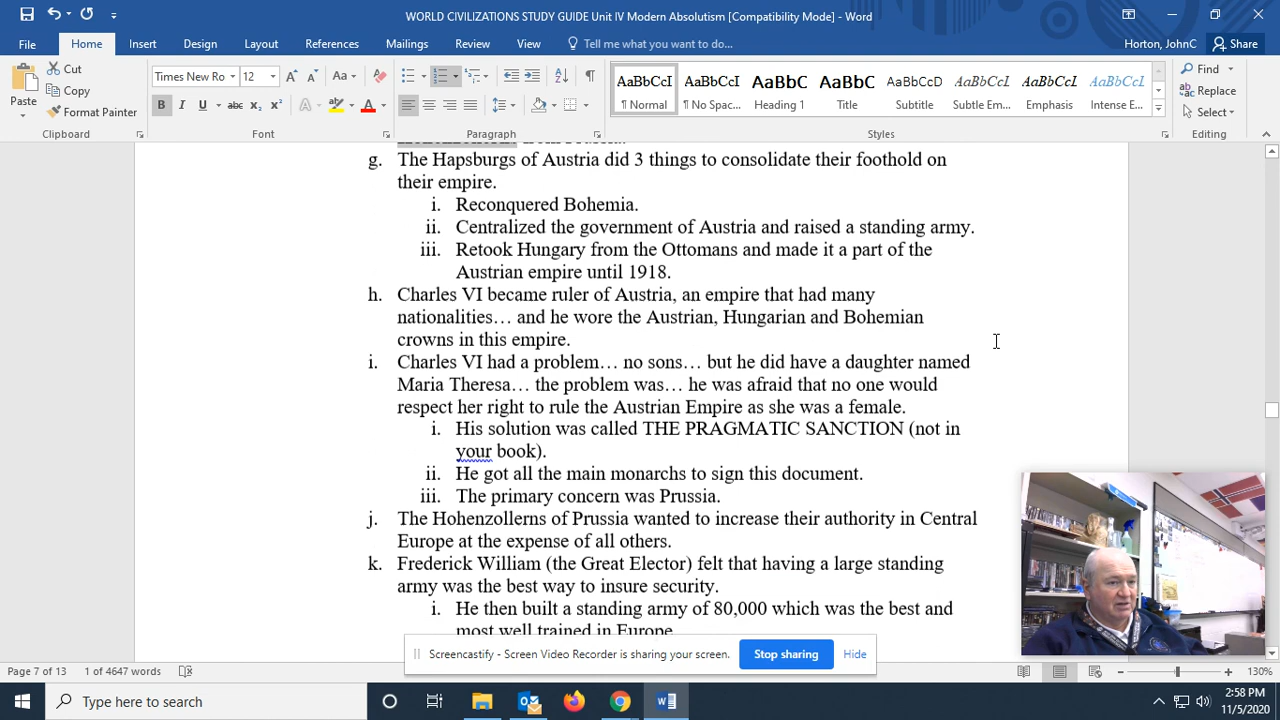 WORLD CIVILIZATIONS STUDY GUIDE Unit IV Modern Absolutism [Compatibility Mode] - Word
File Home Insert Design Layout References Mailings Review View Tell me what you want to do... Horton, JohnC Share
Cut
Copy
Format Painter
Paste
Times New Ro 12
AaBbCcI AaBbCcI AaBbC AaBbC AaBbCcD AaBbCcI AaBbCcI AaBbCcI
¶ Normal ¶ No Spac... Heading 1 Title Subtitle Subtle Em... Emphasis Intense E...
Find
Replace
Select
Clipboard Font Paragraph Styles Editing
g. The Hapsburgs of Austria did 3 things to consolidate their foothold on
their empire.
i. Reconquered Bohemia.
ii. Centralized the government of Austria and raised a standing army.
iii. Retook Hungary from the Ottomans and made it a part of the
Austrian empire until 1918.
h. Charles VI became ruler of Austria, an empire that had many
nationalities… and he wore the Austrian, Hungarian and Bohemian
crowns in this empire.
i. Charles VI had a problem… no sons… but he did have a daughter named
Maria Theresa… the problem was… he was afraid that no one would
respect her right to rule the Austrian Empire as she was a female.
i. His solution was called THE PRAGMATIC SANCTION (not in
your book).
ii. He got all the main monarchs to sign this document.
iii. The primary concern was Prussia.
j. The Hohenzollerns of Prussia wanted to increase their authority in Central
Europe at the expense of all others.
k. Frederick William (the Great Elector) felt that having a large standing
army was the best way to insure security.
i. He then built a standing army of 80,000 which was the best and
most well trained in Europe
Screencastify - Screen Video Recorder is sharing your screen. Stop sharing Hide
Page 7 of 13 1 of 4647 words 130%
Type here to search
2:58 PM
11/5/2020